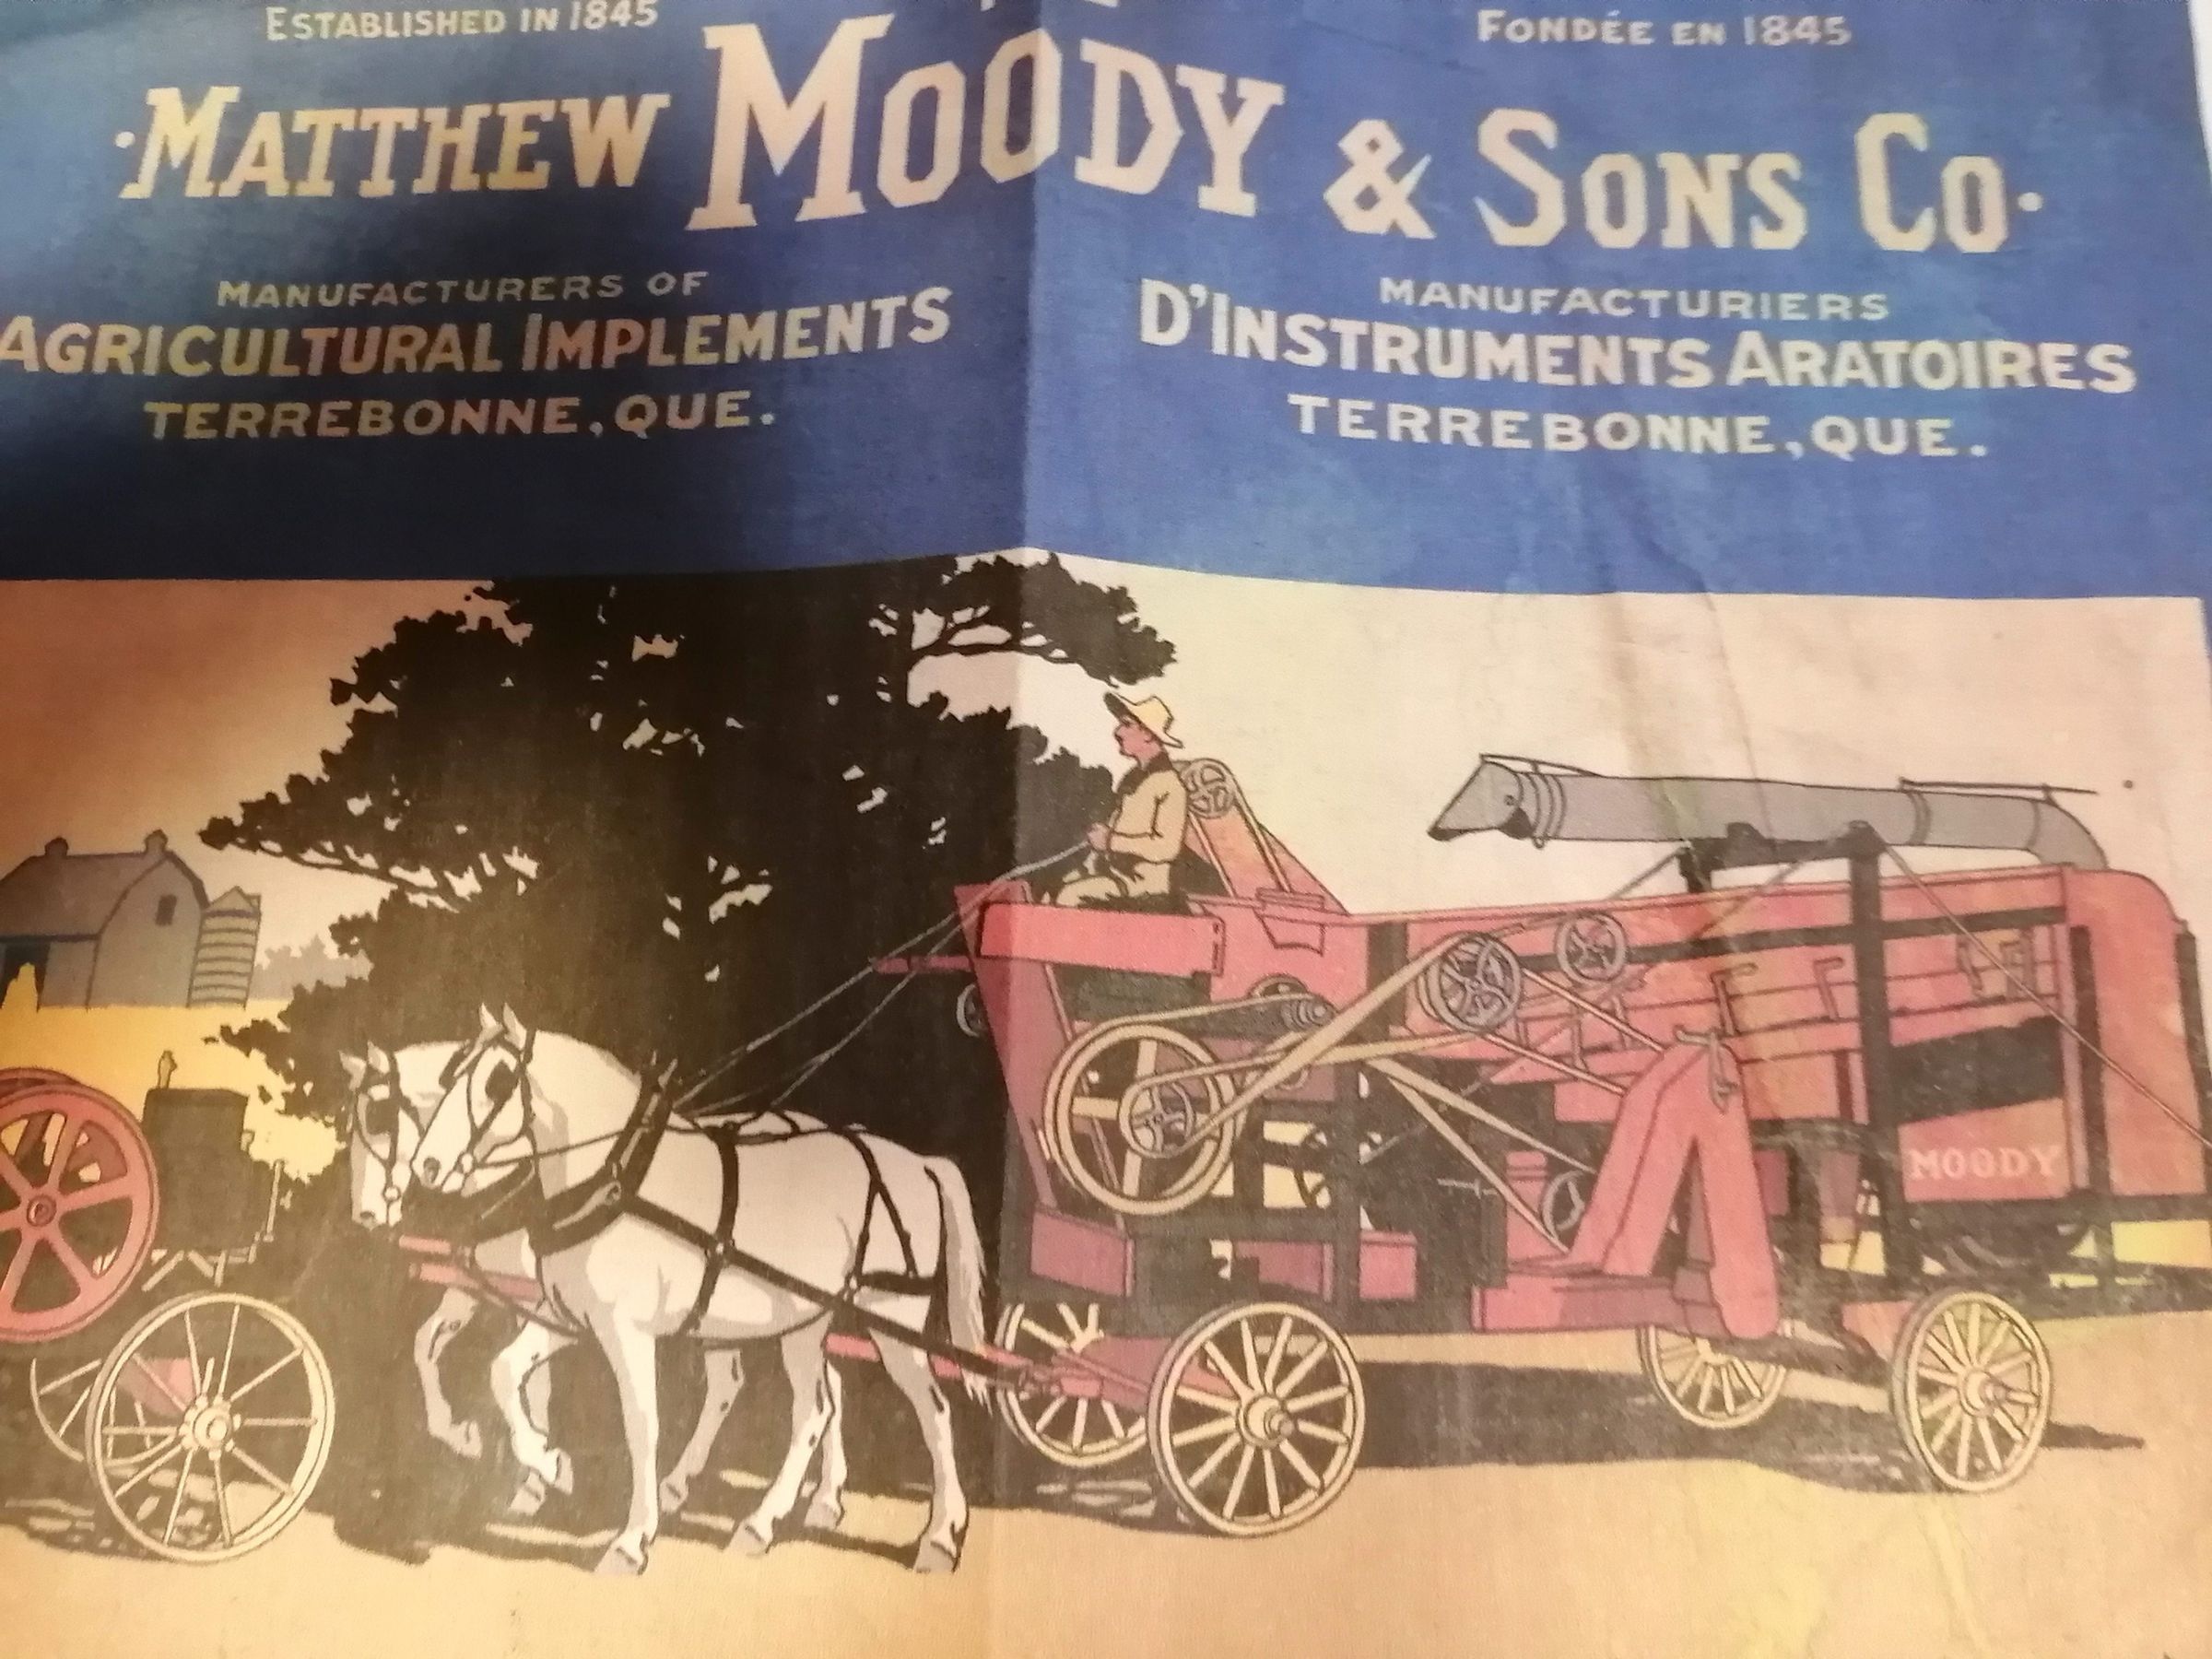 ESTABLISHED IN 1845
FONDÉE EN 1845
·MATTHEW MOODY & SONS CO·
MANUFACTURERS OF
AGRICULTURAL IMPLEMENTS
TERREBONNE, QUE.
MANUFACTURIERS
D'INSTRUMENTS ARATOIRES
TERREBONNE, QUE.
MOODY